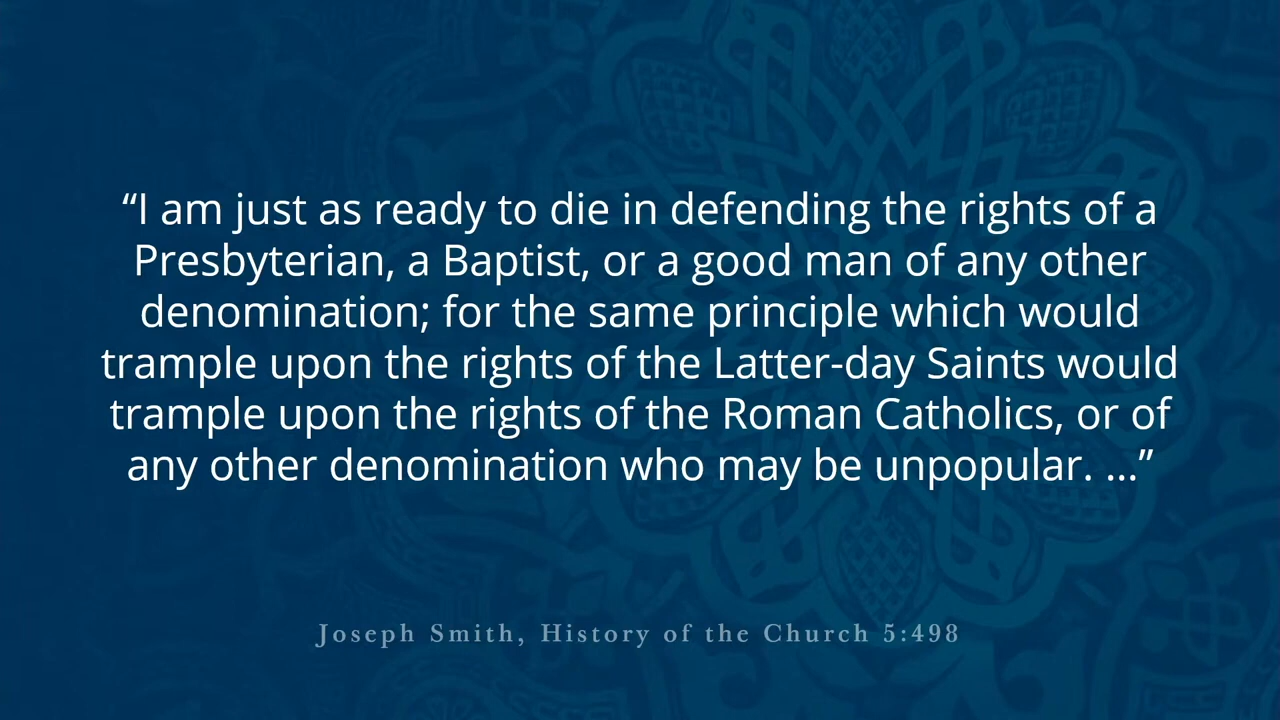 “I am just as ready to die in defending the rights of a
Presbyterian, a Baptist, or a good man of any other
denomination; for the same principle which would
trample upon the rights of the Latter-day Saints would
trample upon the rights of the Roman Catholics, or of
any other denomination who may be unpopular. ...”
Joseph Smith, History of the Church 5:498